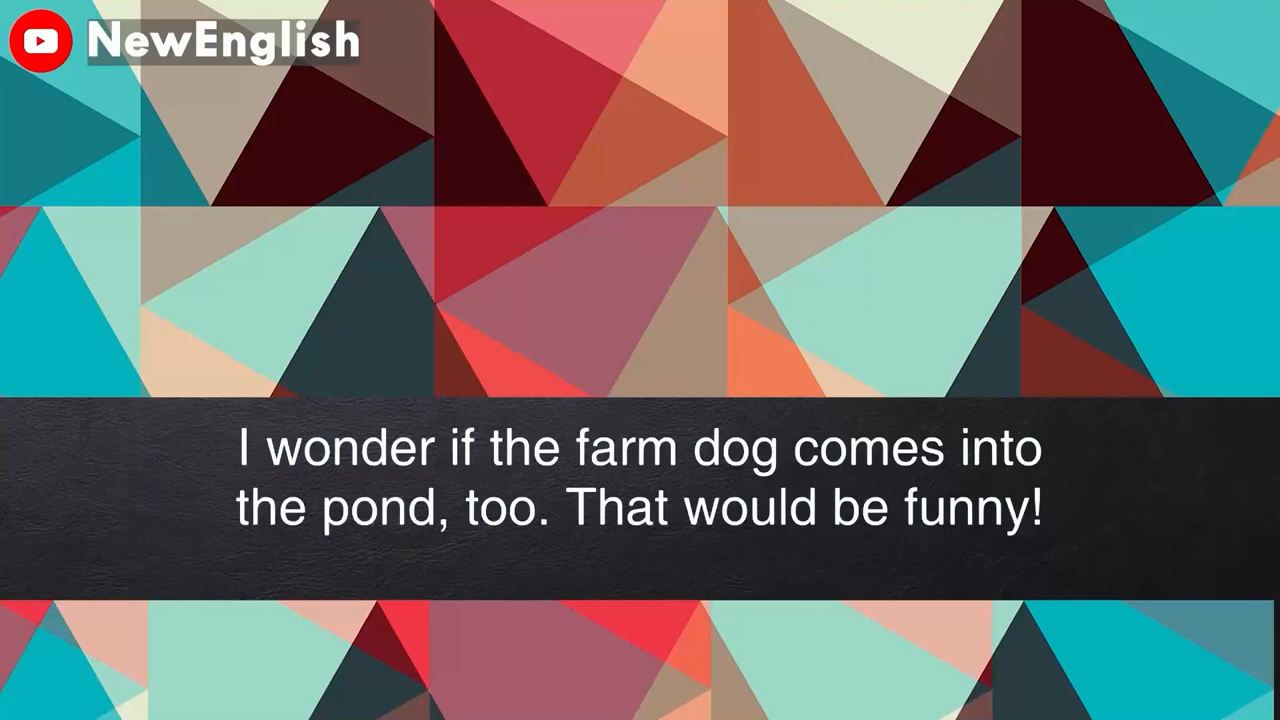 NewEnglish
I wonder if the farm dog comes into
the pond, too. That would be funny!